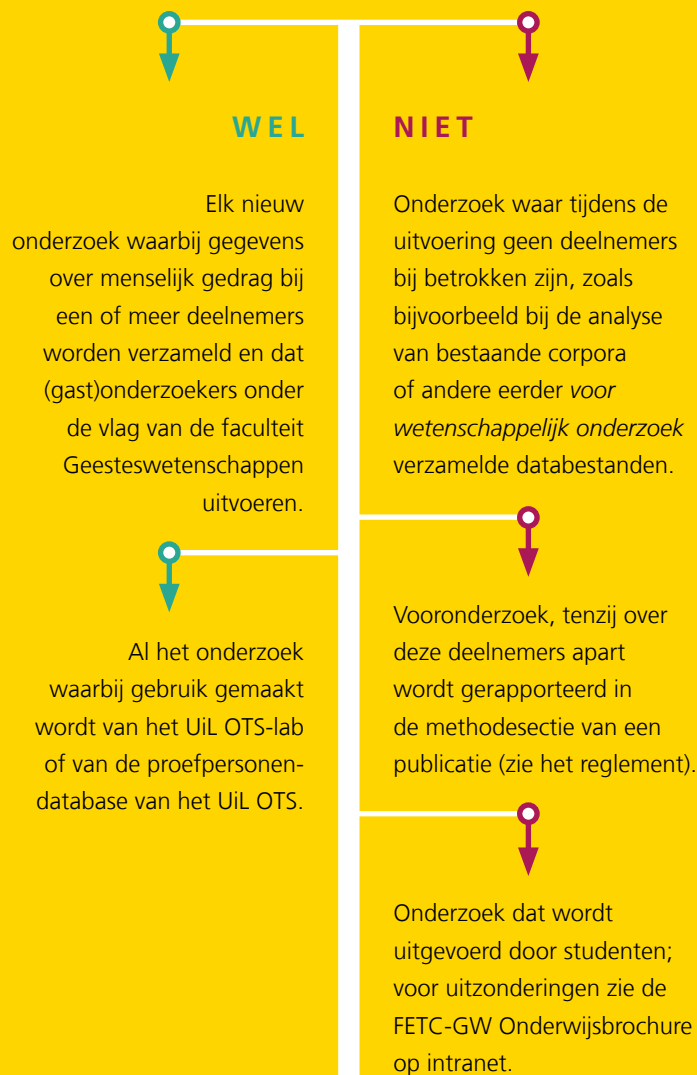 WEL
Elk nieuw
onderzoek waarbij gegevens
over menselijk gedrag bij
een of meer deelnemers
worden verzameld en dat
(gast)onderzoekers onder
de vlag van de faculteit
Geesteswetenschappen
uitvoeren.
Al het onderzoek
waarbij gebruik gemaakt
wordt van het UiL OTS-lab
of van de proefpersonen-
database van het UiL OTS.
NIET
Onderzoek waar tijdens de
uitvoering geen deelnemers
bij betrokken zijn, zoals
bijvoorbeeld bij de analyse
van bestaande corpora
of andere eerder voor
wetenschappelijk onderzoek
verzamelde databestanden.
Vooronderzoek, tenzij over
deze deelnemers apart
wordt gerapporteerd in
de methodesectie van een
publicatie (zie het reglement).
Onderzoek dat wordt
uitgevoerd door studenten;
voor uitzonderingen zie de
FETC-GW Onderwijsbrochure
op intranet.